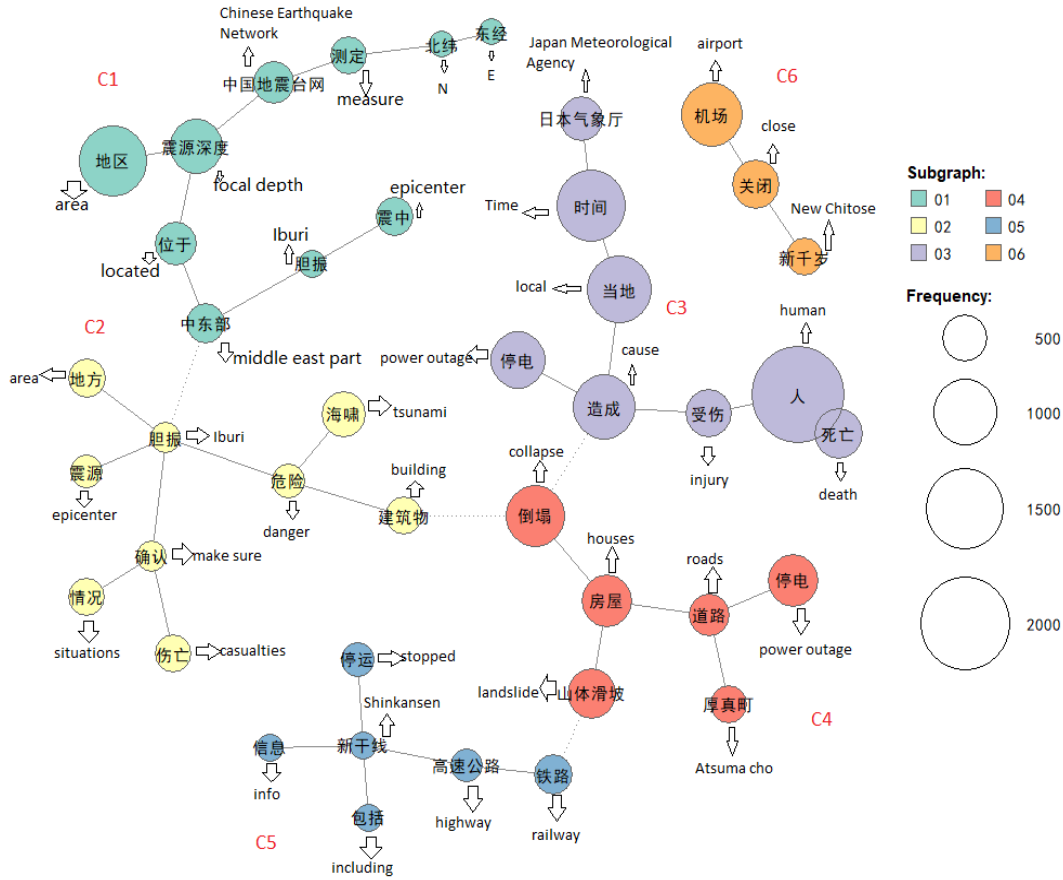 Chinese Earthquake
Network
C1
中国地震台网
测定
measure
北纬
N
东经
E
地区
area
震源深度
focal depth
位于
located
震中
epicenter
胆振
Iburi
中东部
middle east part
C2
地方
area
胆振
Iburi
震源
epicenter
海啸
tsunami
危险
danger
建筑物
building
确认
make sure
情况
situations
伤亡
casualties
Japan Meteorological
Agency
日本气象厅
时间
Time
当地
local
C3
停电
power outage
造成
cause
受伤
injury
人
human
死亡
death
airport
C6
机场
close
关闭
New Chitose
新千岁
collapse
倒塌
houses
房屋
roads
道路
停电
power outage
landslide
山体滑坡
厚真町
Atsuma cho
C4
停运
stopped
Shinkansen
信息
info
新干线
高速公路
highway
铁路
railway
包括
including
C5
Subgraph:
01
04
02
05
03
06
Frequency:
500
1000
1500
2000